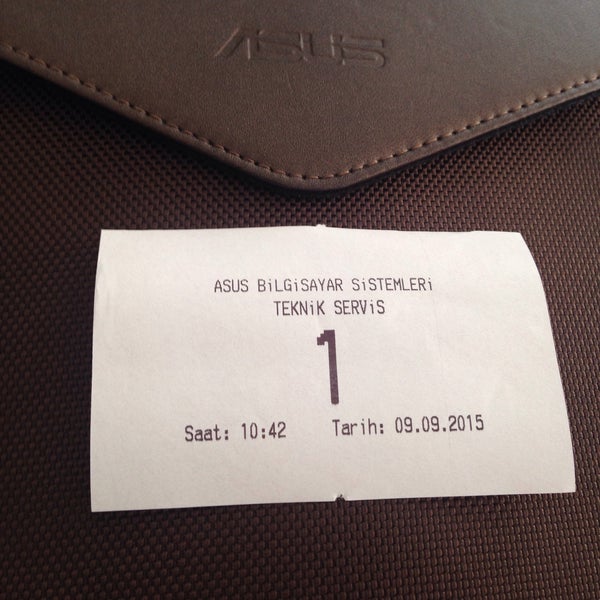 ASUS
ASUS BiLGiSAYAR SiSTEMLERi
TEKNiK SERViS
1
Saat: 10:42 Tarih: 09.09.2015